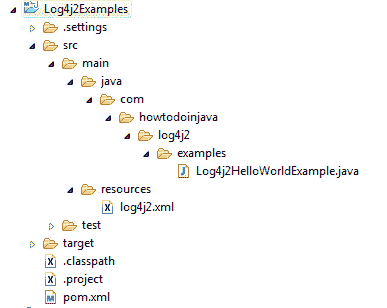 Log4j2Examples
.settings
src
main
java
com
howtodoinjava
log4j2
examples
Log4j2HelloWorldExample.java
resources
log4j2.xml
test
target
.classpath
.project
pom.xml